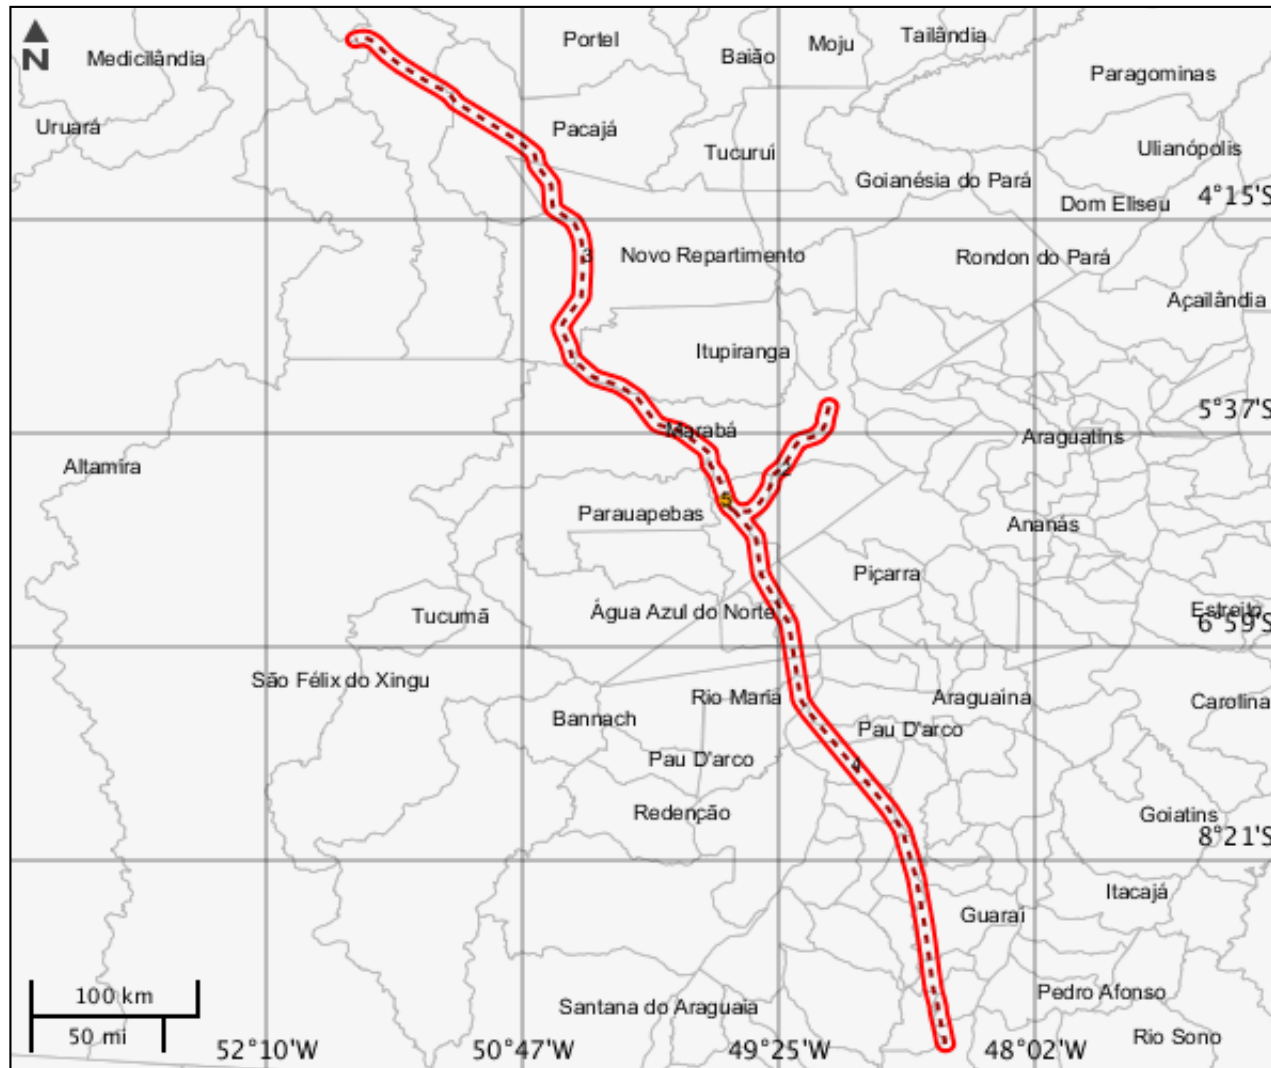 N
Medicilândia
Portel
Baião
Moju
Tailândia
Paragominas
Uruará
Pacajá
Tucuruí
Ulianópolis
Goianésia do Pará
Dom Eliseu
4°15'S
3
Novo Repartimento
Rondon do Pará
Açailândia
Itupiranga
5°37'S
Marabá
Araguatins
Altamira
2
5
Parauapebas
Ananás
Piçarra
Tucumã
Água Azul do Norte
Estreito
6°59'S
São Félix do Xingu
Rio Maria
Araguaína
Carolina
Bannach
Pau D'arco
Pau D'arco
4
Redenção
Goiatins
8°21'S
Itacajá
Guaraí
100 km
50 mi
Santana do Araguaia
Pedro Afonso
Rio Sono
52°10'W
50°47'W
49°25'W
48°02'W